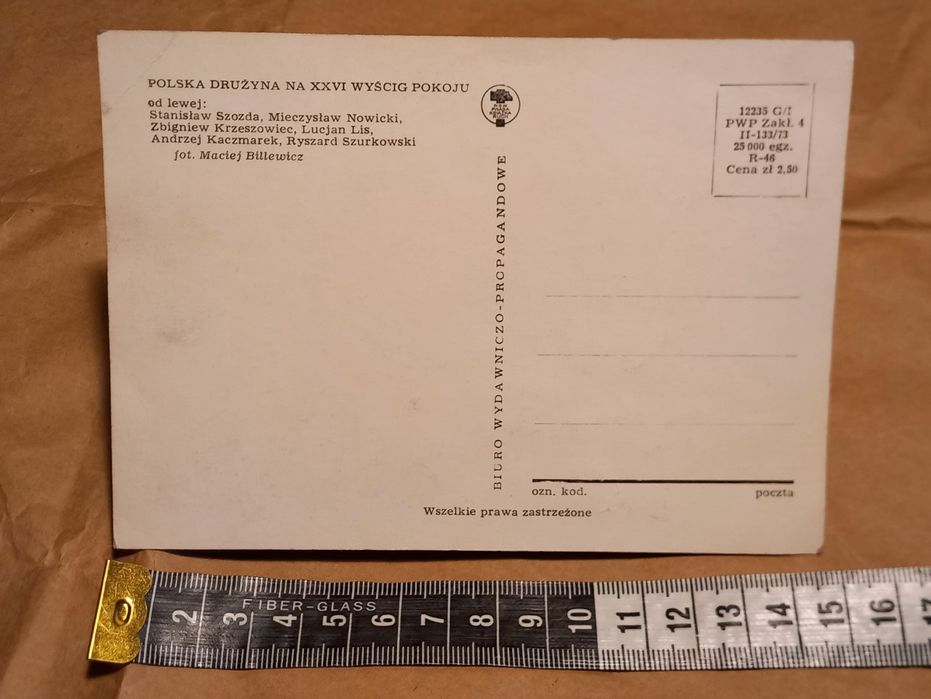 POLSKA DRUŻYNA NA XXVI WYŚCIG POKOJU
od lewej:
Stanisław Szozda, Mieczysław Nowicki,
Zbigniew Krzeszowiec, Lucjan Lis,
Andrzej Kaczmarek, Ryszard Szurkowski
fot. Maciej Billewicz
BIURO WYDAWNICZO-PROPAGANDOWE
12235 G/I
PWP Zakł. 4
II-133/73
25 000 egz.
R-46
Cena zł 2,50
ozn. kod.
poczta
Wszelkie prawa zastrzeżone
FIBER-GLASS
0 2 3 4 5 6 7 8 9 10 11 12 13 14 15 16 17